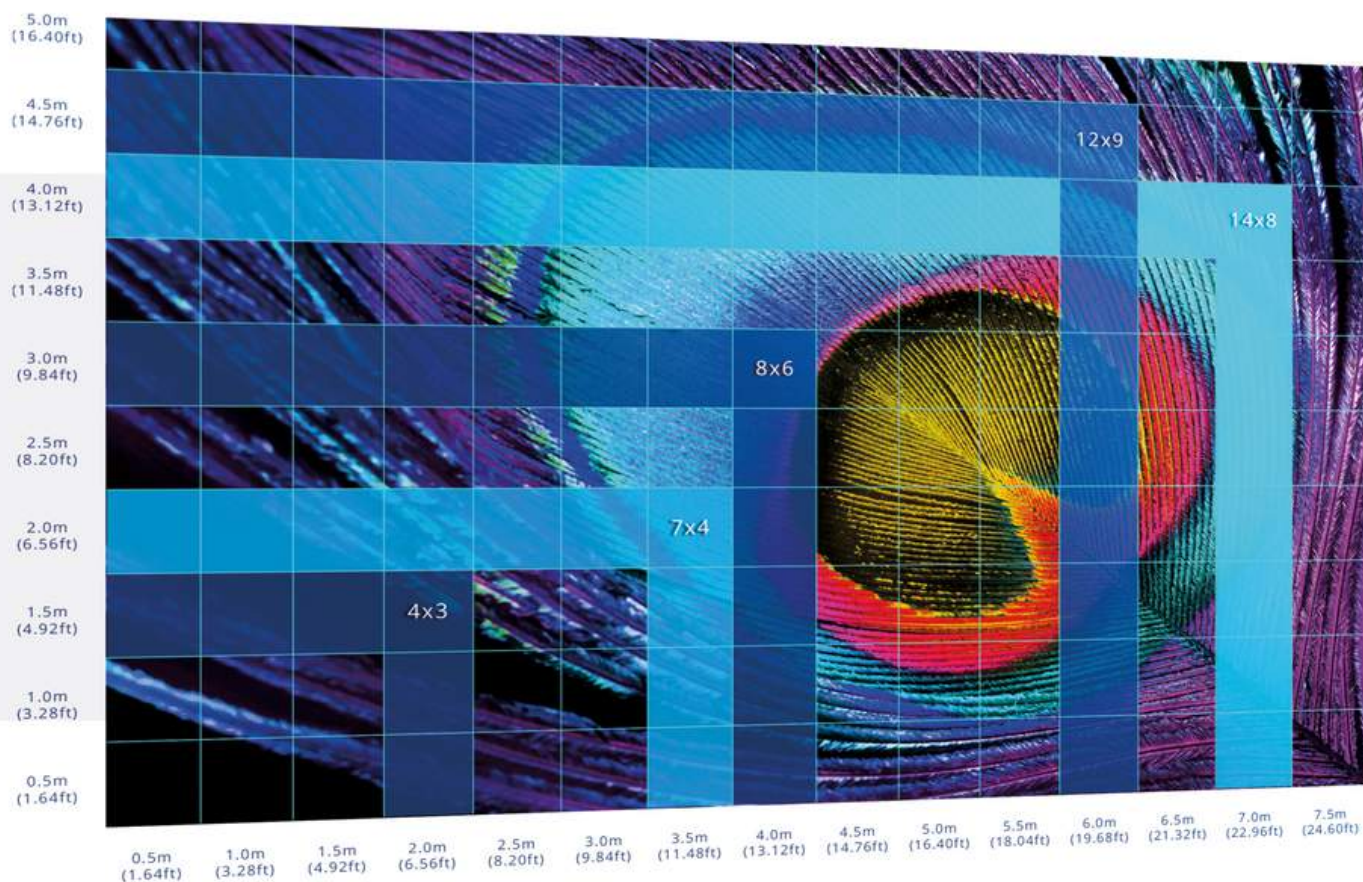 5.0m
(16.40ft)
4.5m
(14.76ft)
4.0m
(13.12ft)
3.5m
(11.48ft)
3.0m
(9.84ft)
2.5m
(8.20ft)
2.0m
(6.56ft)
1.5m
(4.92ft)
1.0m
(3.28ft)
0.5m
(1.64ft)
12x9
14x8
8x6
7x4
4x3
0.5m
(1.64ft)
1.0m
(3.28ft)
1.5m
(4.92ft)
2.0m
(6.56ft)
2.5m
(8.20ft)
3.0m
(9.84ft)
3.5m
(11.48ft)
4.0m
(13.12ft)
4.5m
(14.76ft)
5.0m
(16.40ft)
5.5m
(18.04ft)
6.0m
(19.68ft)
6.5m
(21.32ft)
7.0m
(22.96ft)
7.5m
(24.60ft)